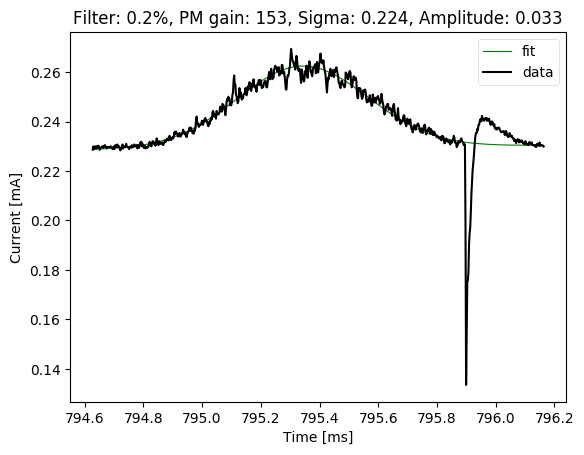 Filter: 0.2%, PM gain: 153, Sigma: 0.224, Amplitude: 0.033
fit
data
0.26
0.24
0.22
0.20
0.18
0.16
0.14
Current [mA]
794.6 794.8 795.0 795.2 795.4 795.6 795.8 796.0 796.2
Time [ms]